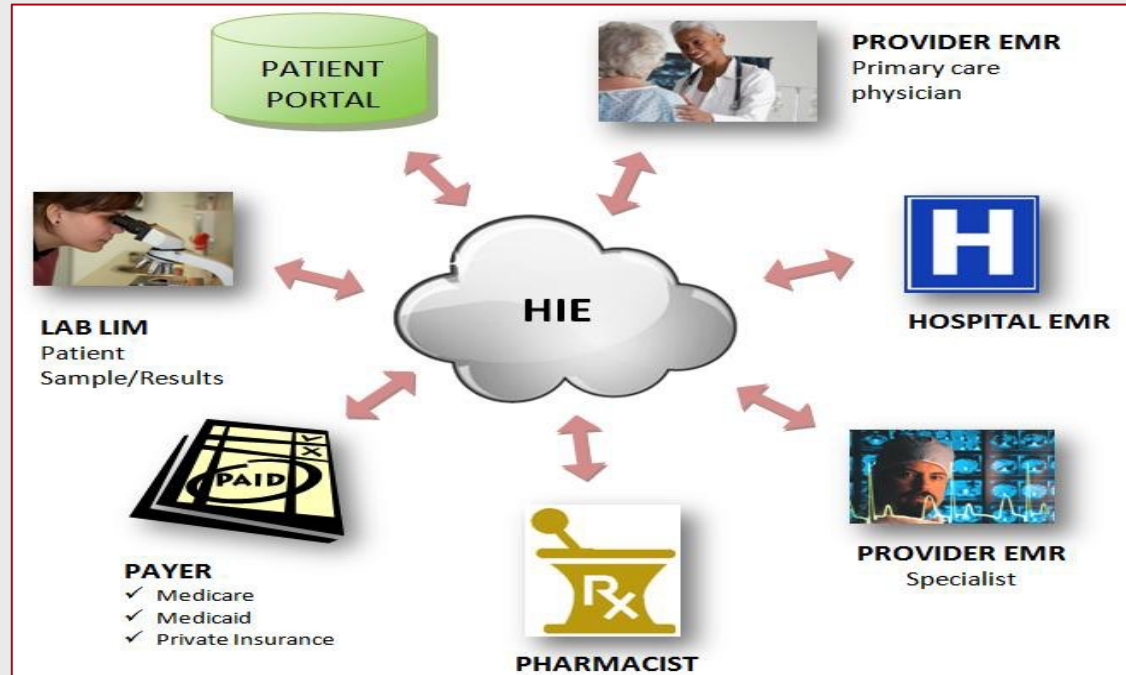 PATIENT
PORTAL
PROVIDER EMR
Primary care
physician
LAB LIM
Patient
Sample/Results
HIE
H
HOSPITAL EMR
PAID
PAYER
✓ Medicare
✓ Medicaid
✓ Private Insurance
Rx
PHARMACIST
PROVIDER EMR
Specialist